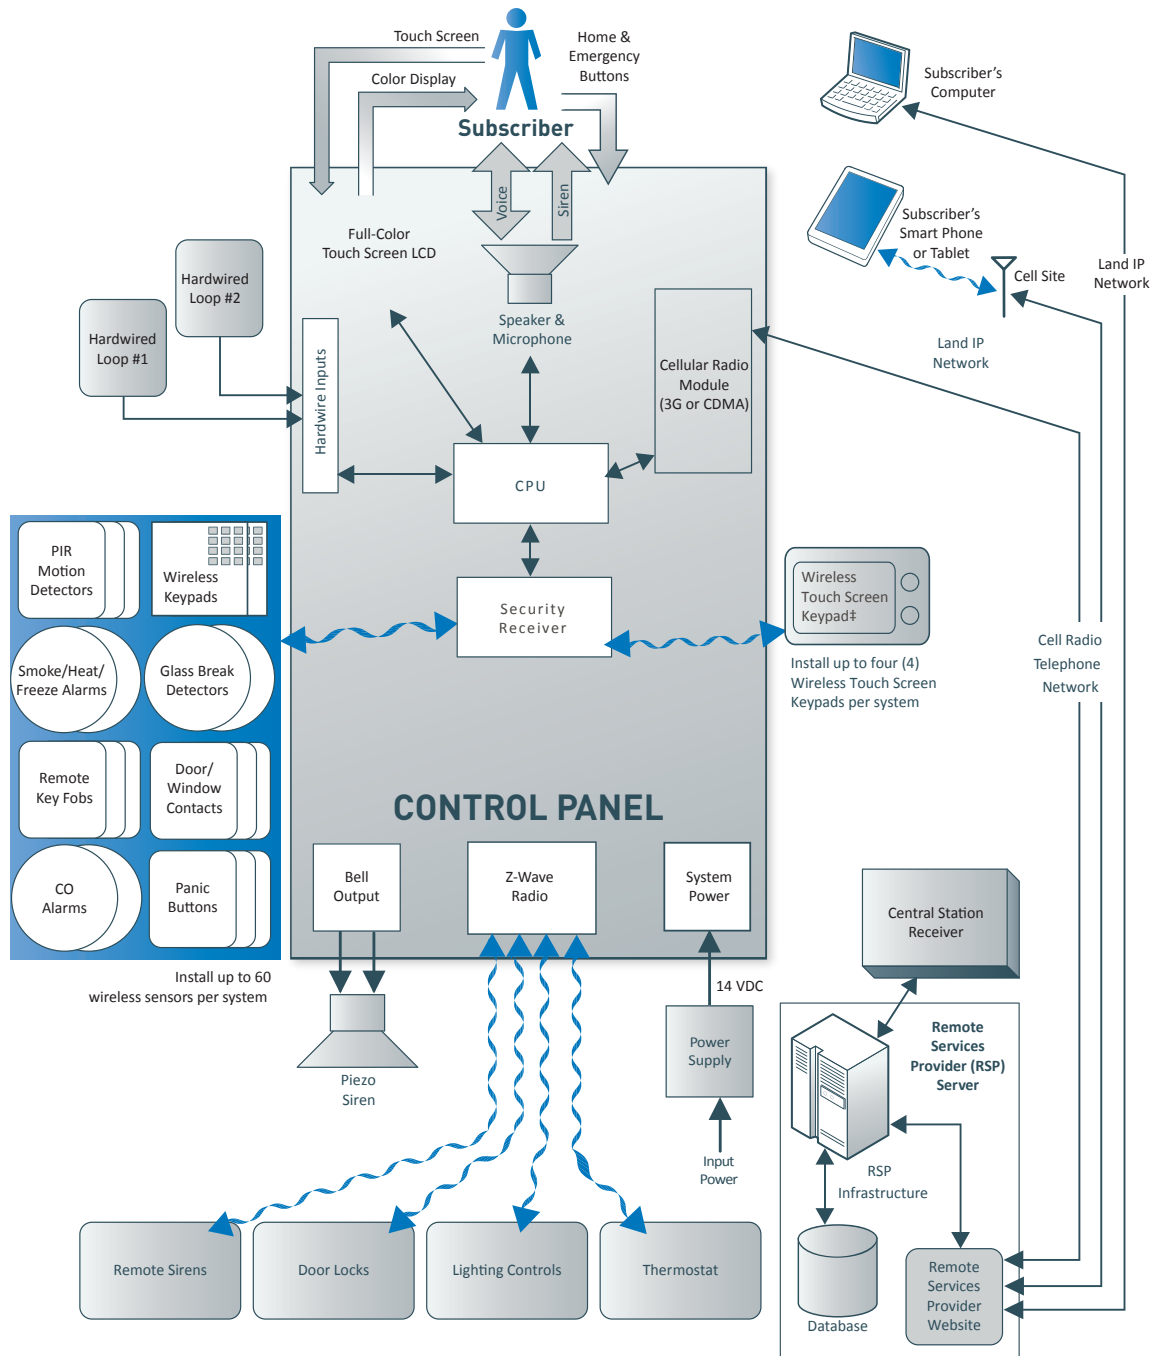 Touch Screen
Color Display
Home &
Emergency
Buttons
Subscriber
Subscriber's
Computer
Subscriber's
Smart Phone
or Tablet
Cell Site
Land IP
Network
Land IP
Network
Voice
Siren
Full-Color
Touch Screen LCD
Speaker &
Microphone
Hardwired
Loop #2
Hardwired
Loop #1
Hardwire Inputs
Cellular Radio
Module
(3G or CDMA)
CPU
Security
Receiver
PIR
Motion
Detectors
Wireless
Keypads
Smoke/Heat/
Freeze Alarms
Glass Break
Detectors
Remote
Key Fobs
Door/
Window
Contacts
CO
Alarms
Panic
Buttons
Install up to 60
wireless sensors per system
Wireless
Touch Screen
Keypad‡
Install up to four (4)
Wireless Touch Screen
Keypads per system
Cell Radio
Telephone
Network
CONTROL PANEL
Bell
Output
Z-Wave
Radio
System
Power
14 VDC
Power
Supply
Input
Power
Piezo
Siren
Remote Sirens
Door Locks
Lighting Controls
Thermostat
Central Station
Receiver
Remote
Services
Provider (RSP)
Server
RSP
Infrastructure
Database
Remote
Services
Provider
Website